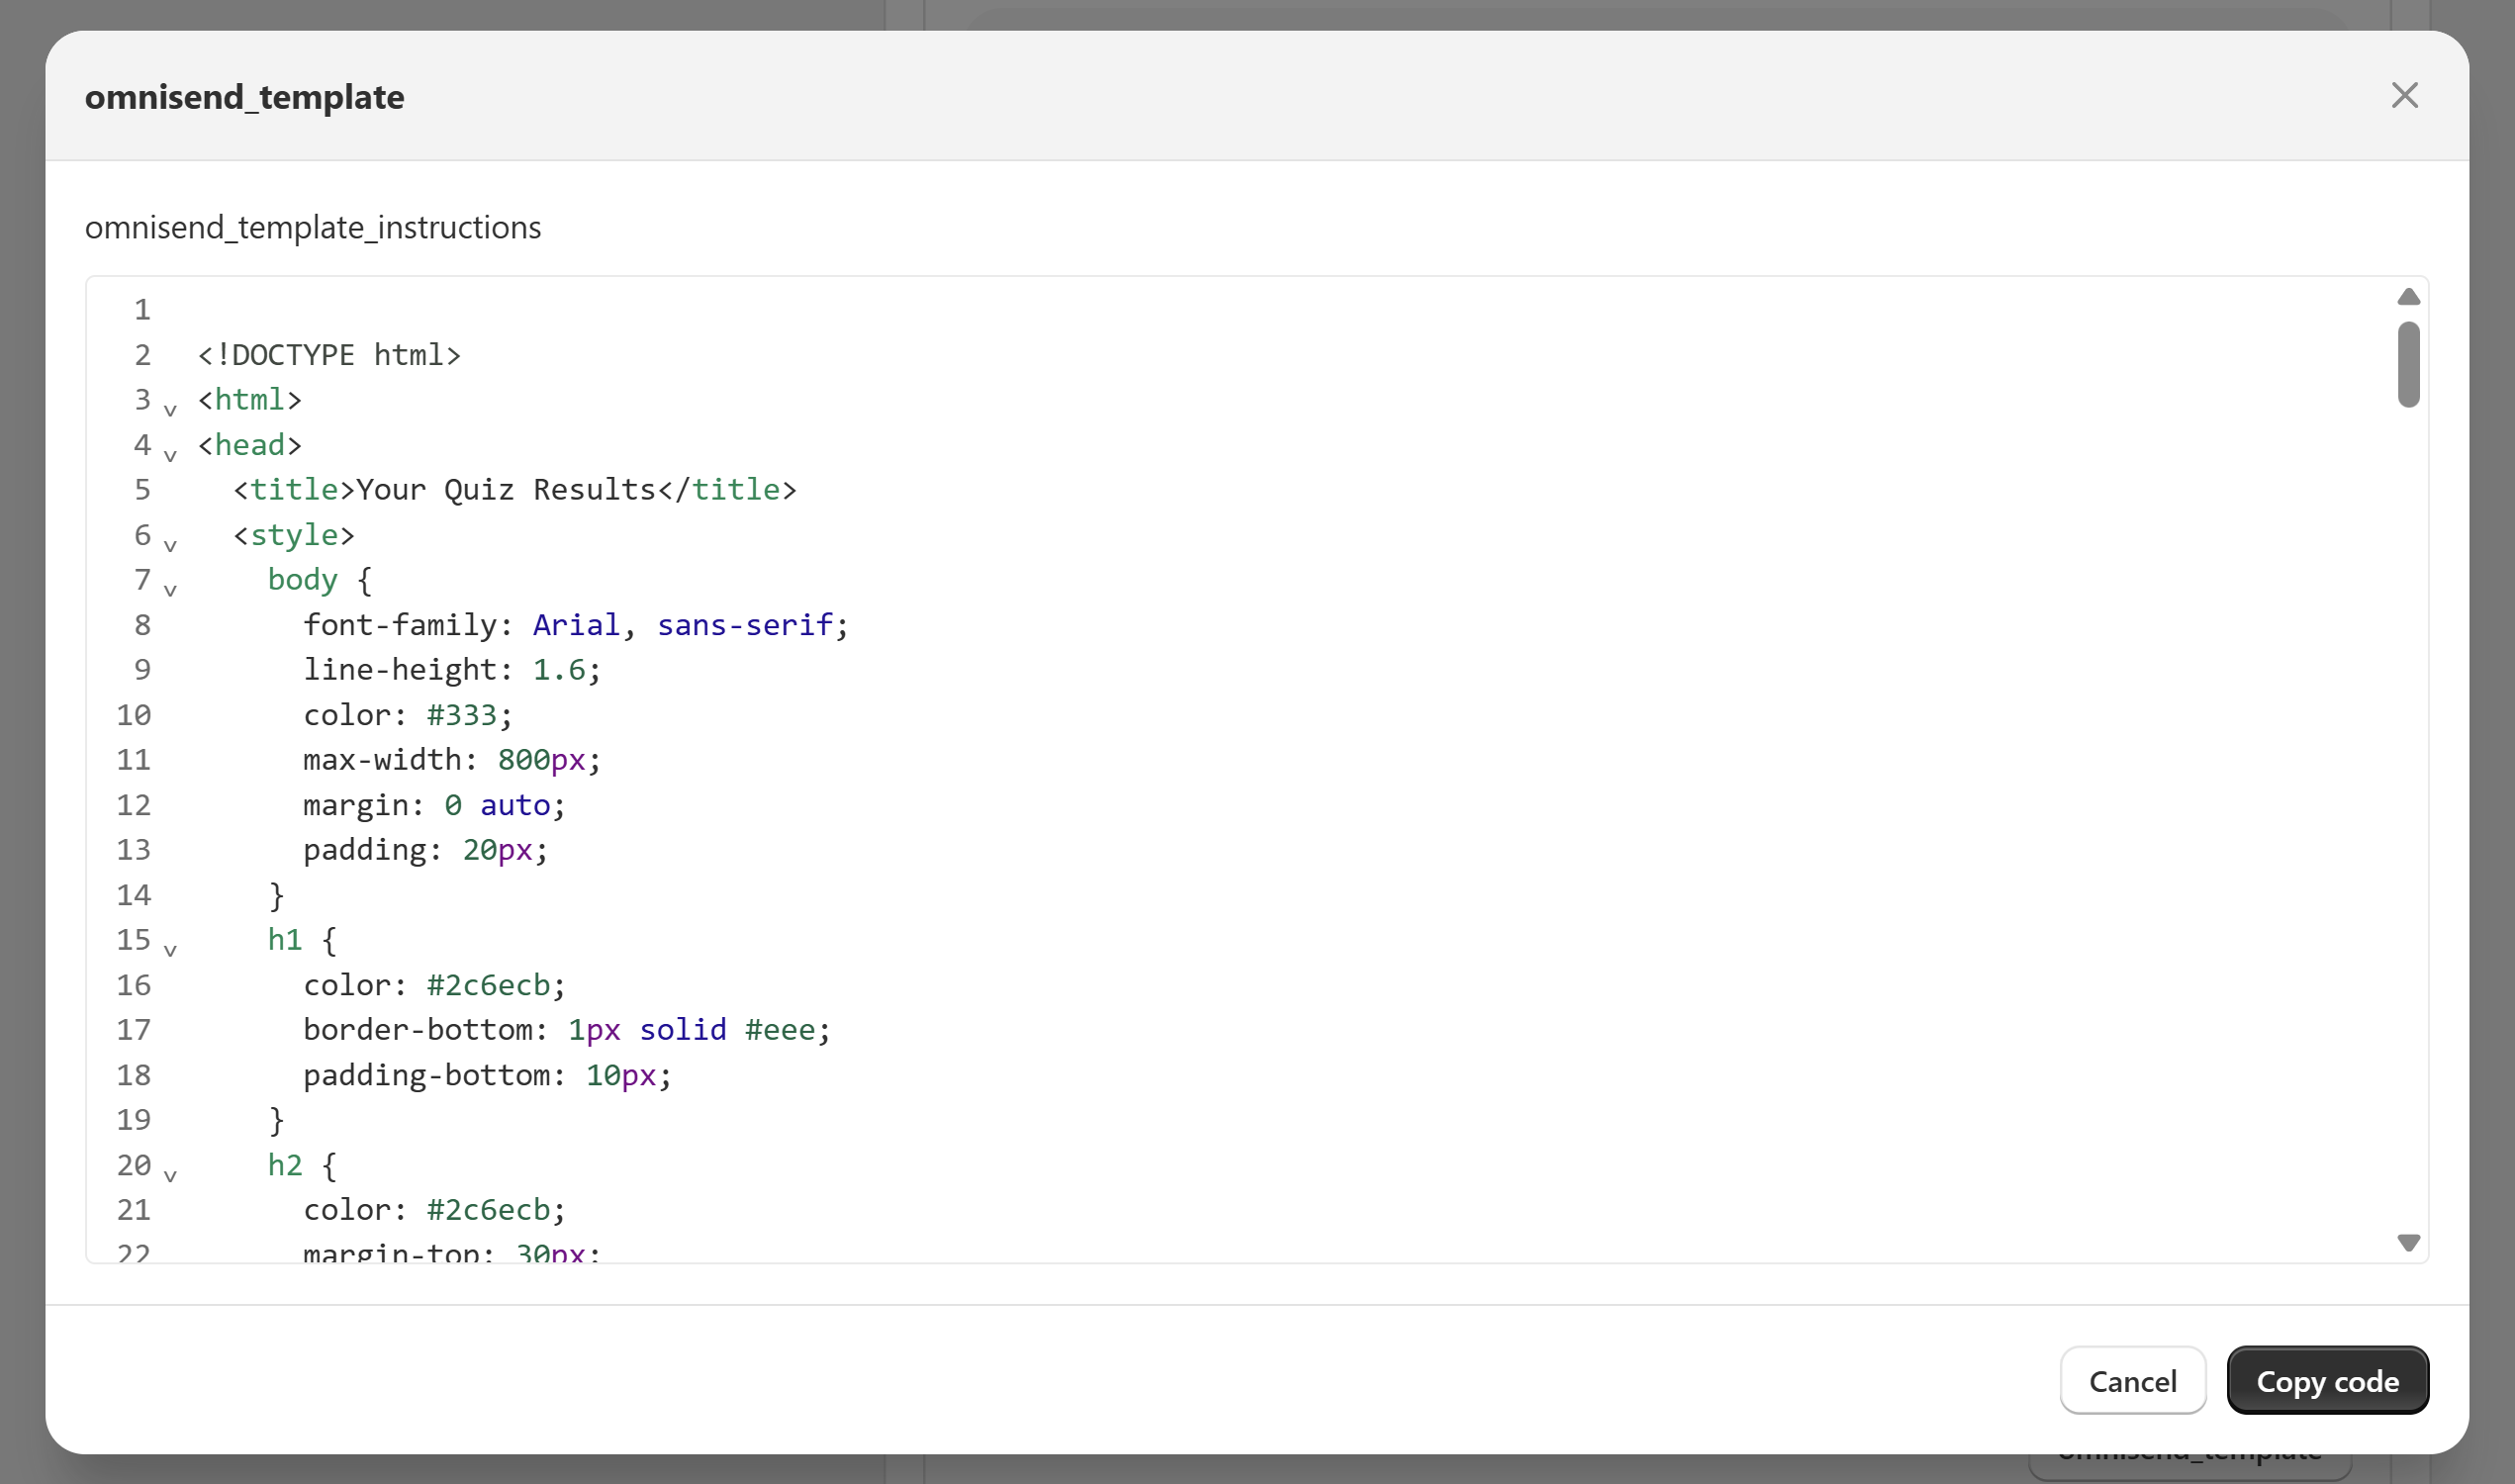 omnisend_template
omnisend_template_instructions
1
2 <!DOCTYPE html>
3 <html>
4 <head>
5 <title>Your Quiz Results</title>
6 <style>
7 body {
8 font-family: Arial, sans-serif;
9 line-height: 1.6;
10 color: #333;
11 max-width: 800px;
12 margin: 0 auto;
13 padding: 20px;
14 }
15 h1 {
16 color: #2c6ecb;
17 border-bottom: 1px solid #eee;
18 padding-bottom: 10px;
19 }
20 h2 {
21 color: #2c6ecb;
22 margin-top: 30px;
Cancel
Copy code
omnisend_template